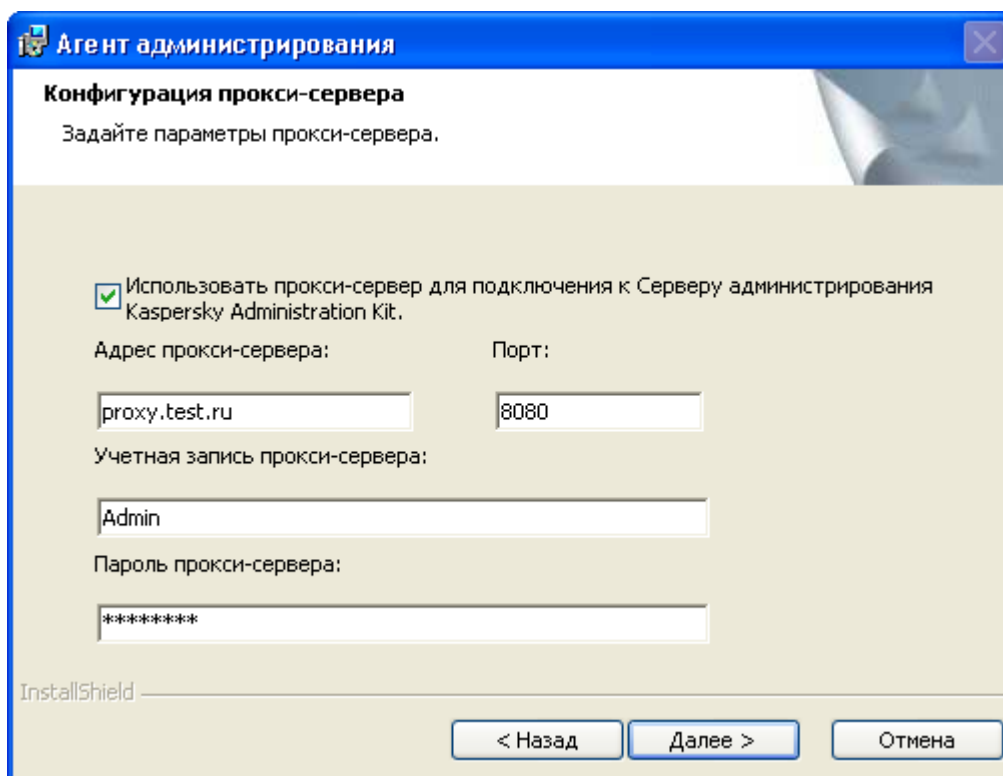 Агент администрирования
Конфигурация прокси-сервера
Задайте параметры прокси-сервера.
Использовать прокси-сервер для подключения к Серверу администрирования
Kaspersky Administration Kit.
Адрес прокси-сервера: Порт:
proxy.test.ru 8080
Учетная запись прокси-сервера:
Admin
Пароль прокси-сервера:
********
InstallShield
< Назад Далее > Отмена